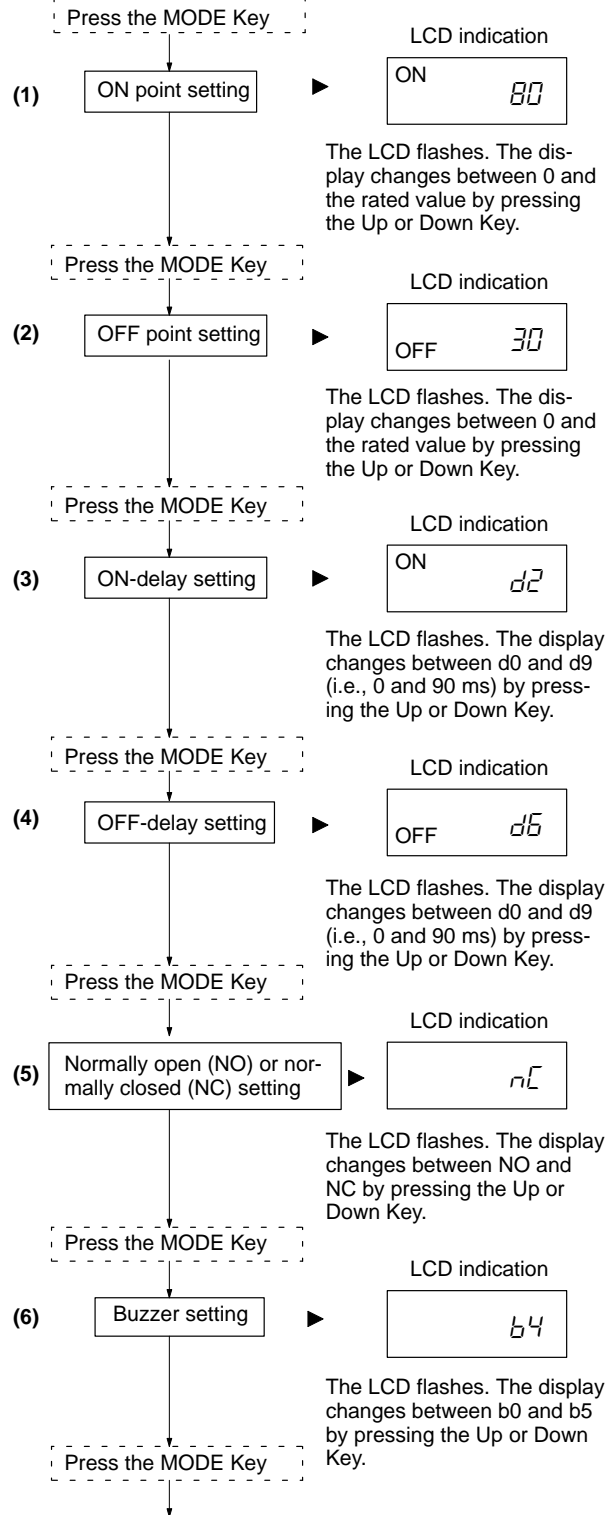 Press the MODE Key
LCD indication
(1)
ON point setting
ON
80
The LCD flashes. The dis-
play changes between 0 and
the rated value by pressing
the Up or Down Key.
Press the MODE Key
LCD indication
(2)
OFF point setting
OFF
30
The LCD flashes. The dis-
play changes between 0 and
the rated value by pressing
the Up or Down Key.
Press the MODE Key
LCD indication
(3)
ON-delay setting
ON
d2
The LCD flashes. The display
changes between d0 and d9
(i.e., 0 and 90 ms) by press-
ing the Up or Down Key.
Press the MODE Key
LCD indication
(4)
OFF-delay setting
OFF
d6
The LCD flashes. The display
changes between d0 and d9
(i.e., 0 and 90 ms) by press-
ing the Up or Down Key.
Press the MODE Key
LCD indication
(5)
Normally open (NO) or nor-
mally closed (NC) setting
nC
The LCD flashes. The display
changes between NO and
NC by pressing the Up or
Down Key.
Press the MODE Key
LCD indication
(6)
Buzzer setting
b4
The LCD flashes. The display
changes between b0 and b5
by pressing the Up or Down
Key.
Press the MODE Key